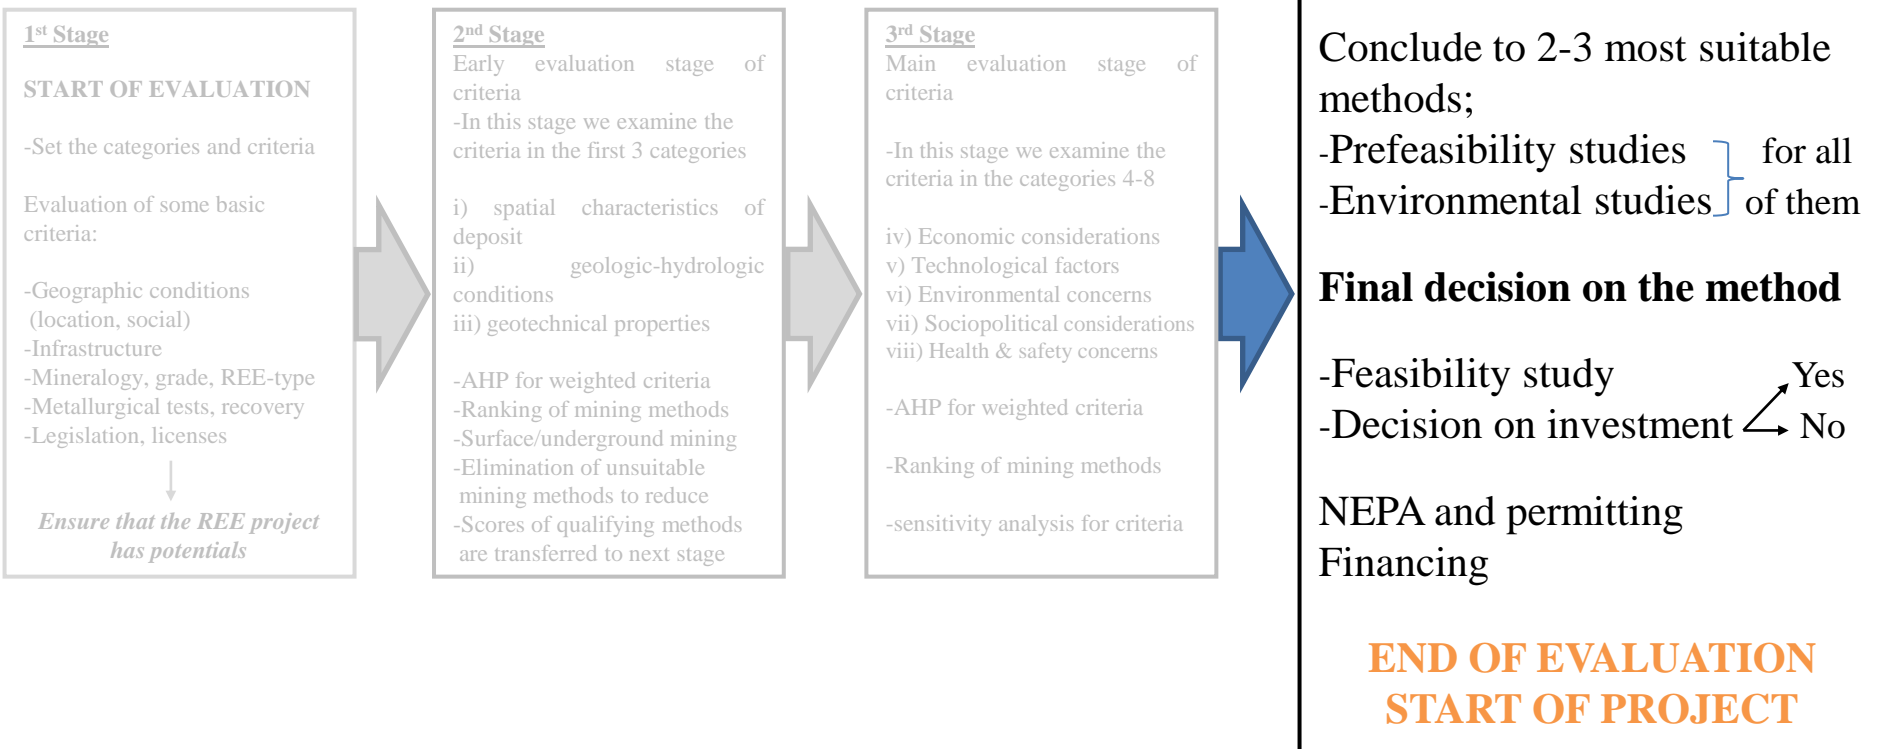 1st Stage
START OF EVALUATION
-Set the categories and criteria
Evaluation of some basic
criteria:
-Geographic conditions
(location, social)
-Infrastructure
-Mineralogy, grade, REE-type
-Metallurgical tests, recovery
-Legislation, licenses
Ensure that the REE project
has potentials
2nd Stage
Early evaluation stage of
criteria
-In this stage we examine the
criteria in the first 3 categories
i) spatial characteristics of
deposit
ii) geologic-hydrologic
conditions
iii) geotechnical properties
-AHP for weighted criteria
-Ranking of mining methods
-Surface/underground mining
-Elimination of unsuitable
mining methods to reduce
-Scores of qualifying methods
are transferred to next stage
3rd Stage
Main evaluation stage of
criteria
-In this stage we examine the
criteria in the categories 4-8
iv) Economic considerations
v) Technological factors
vi) Environmental concerns
vii) Sociopolitical considerations
viii) Health & safety concerns
-AHP for weighted criteria
-Ranking of mining methods
-sensitivity analysis for criteria
Conclude to 2-3 most suitable
methods;
-Prefeasibility studies for all
-Environmental studies of them
Final decision on the method
-Feasibility study Yes
-Decision on investment No
NEPA and permitting
Financing
END OF EVALUATION
START OF PROJECT